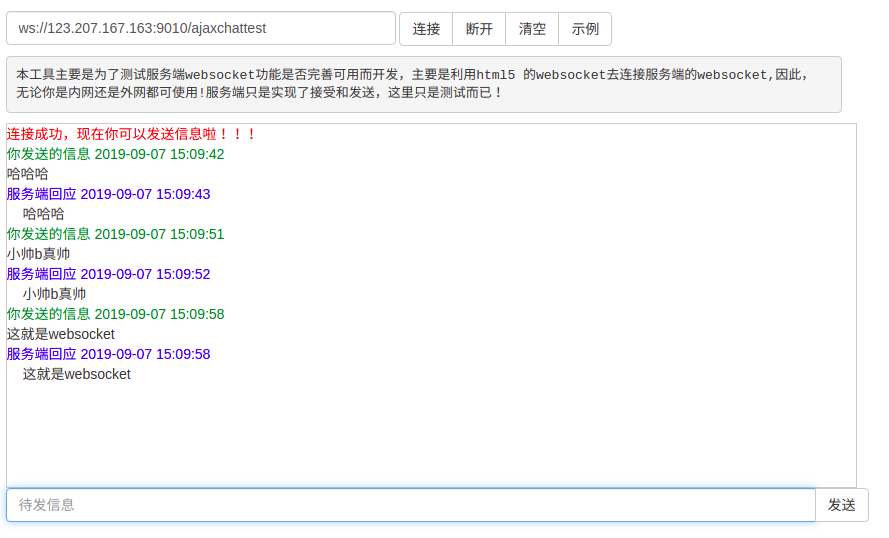 ws://123.207.167.163:9010/ajaxchattest 连接 断开 清空 示例
本工具主要是为了测试服务端websocket功能是否完善可用而开发，主要是利用html5 的websocket去连接服务端的websocket,因此，
无论你是内网还是外网都可使用!服务端只是实现了接受和发送，这里只是测试而已！
连接成功，现在你可以发送信息啦！！！
你发送的信息 2019-09-07 15:09:42
哈哈哈
服务端回应 2019-09-07 15:09:43
哈哈哈
你发送的信息 2019-09-07 15:09:51
小帅b真帅
服务端回应 2019-09-07 15:09:52
小帅b真帅
你发送的信息 2019-09-07 15:09:58
这就是websocket
服务端回应 2019-09-07 15:09:58
这就是websocket
待发信息 发送